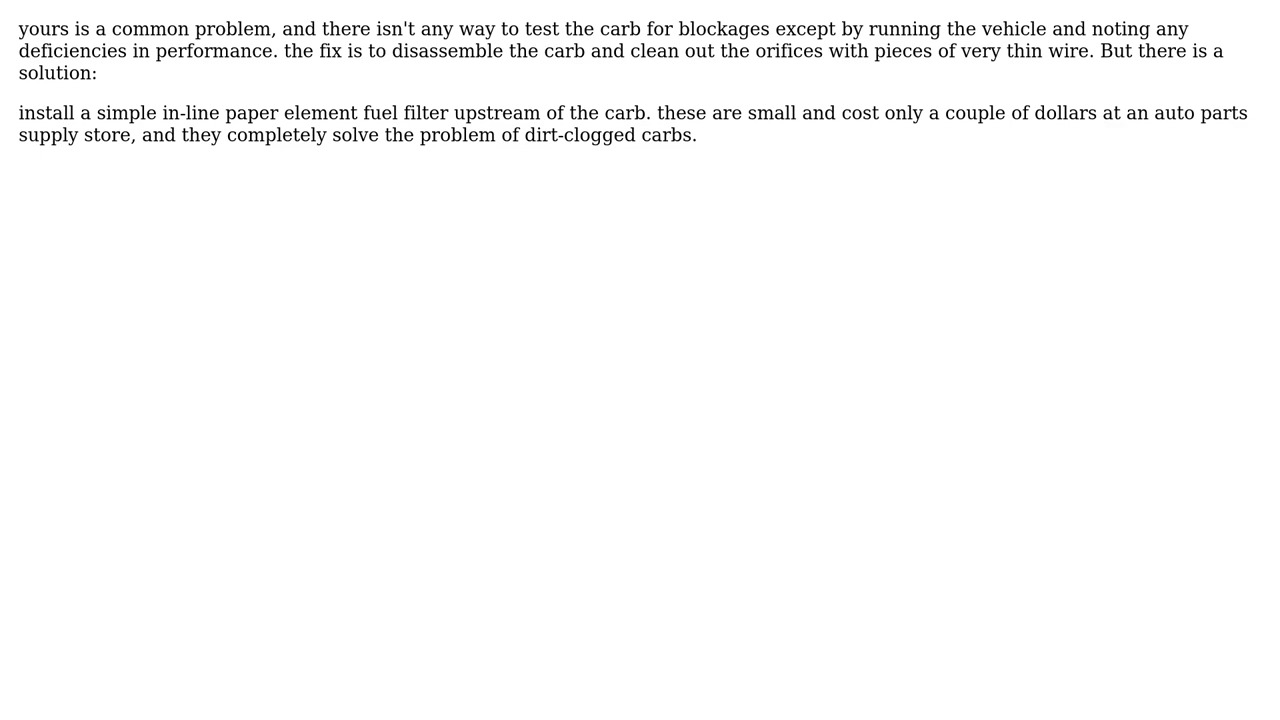 yours is a common problem, and there isn't any way to test the carb for blockages except by running the vehicle and noting any
deficiencies in performance. the fix is to disassemble the carb and clean out the orifices with pieces of very thin wire. But there is a
solution:
install a simple in-line paper element fuel filter upstream of the carb. these are small and cost only a couple of dollars at an auto parts
supply store, and they completely solve the problem of dirt-clogged carbs.